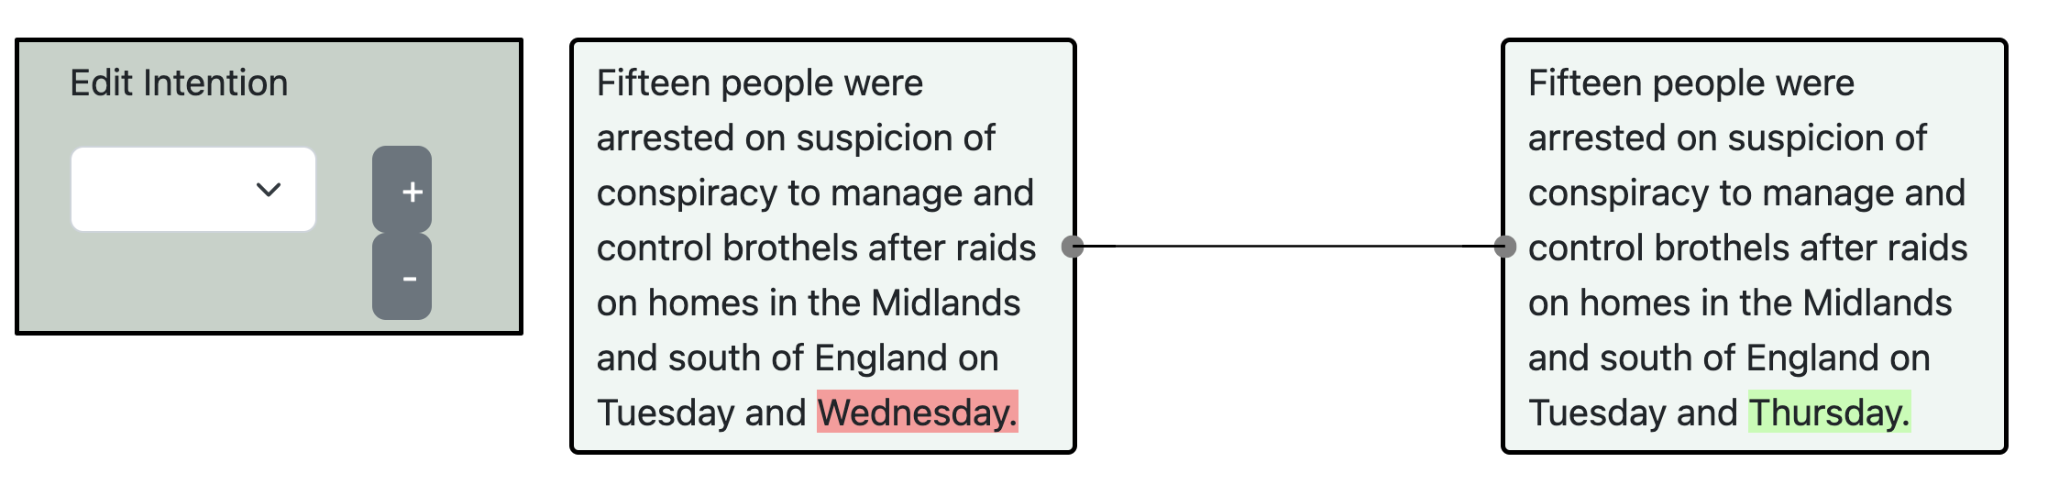 Edit Intention
+
-
Fifteen people were
arrested on suspicion of
conspiracy to manage and
control brothels after raids
on homes in the Midlands
and south of England on
Tuesday and Wednesday.
Fifteen people were
arrested on suspicion of
conspiracy to manage and
control brothels after raids
on homes in the Midlands
and south of England on
Tuesday and Thursday.